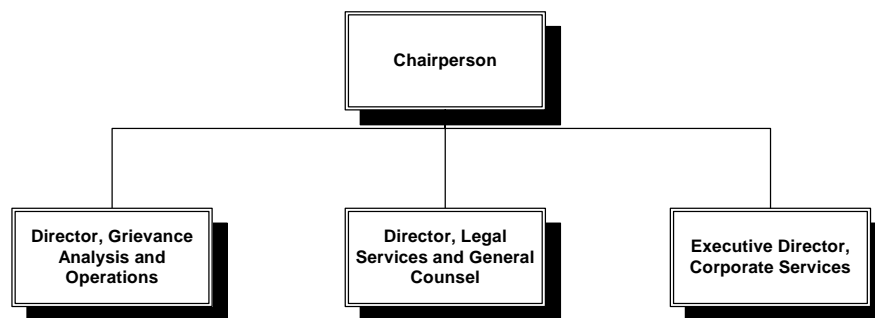 Chairperson
Director, Grievance
Analysis and
Operations
Director, Legal
Services and General
Counsel
Executive Director,
Corporate Services